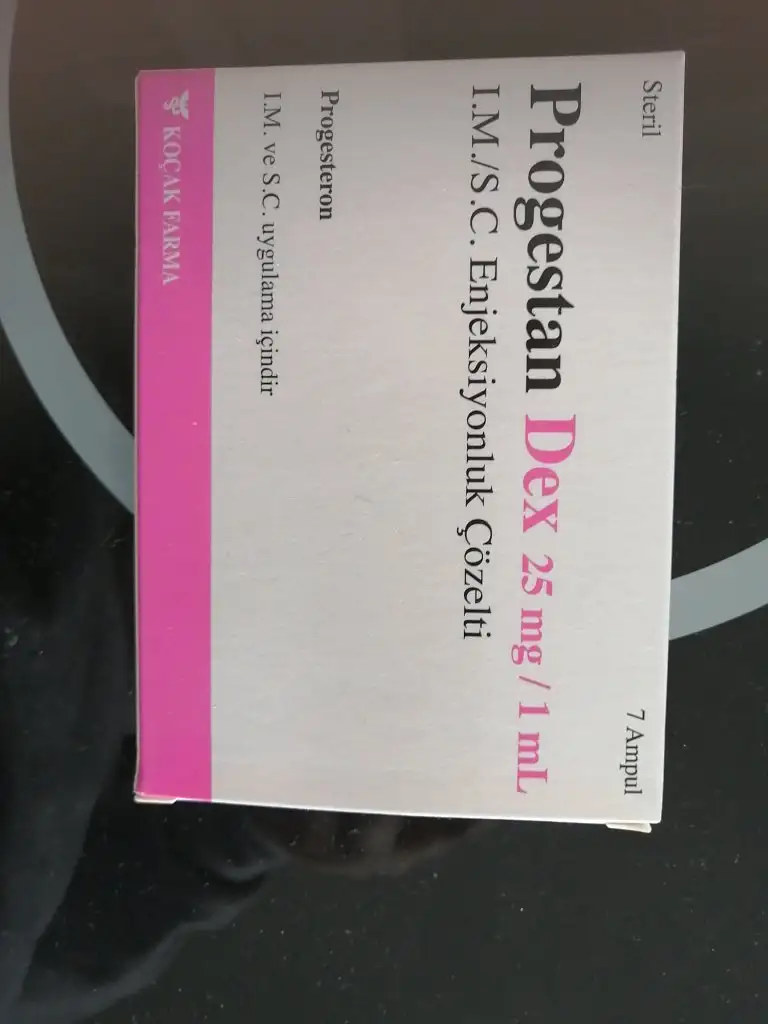 Steril
7 Ampul
Progestan Dex 25 mg / 1 mL
I.M./S.C. Enjeksiyonluk Çözelti
Progesteron
I.M. ve S.C. uygulama içindir
KOÇAK FARMA